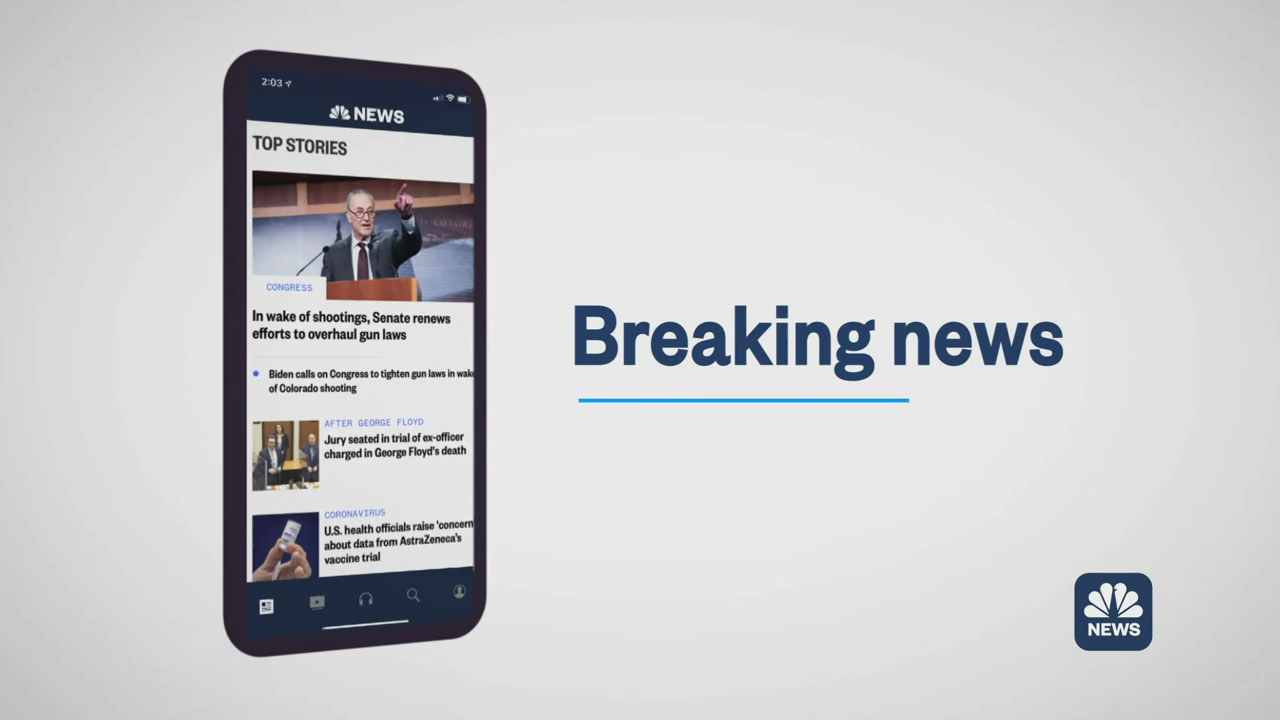 2:03
NEWS
TOP STORIES
CONGRESS
In wake of shootings, Senate renews
efforts to overhaul gun laws
Biden calls on Congress to tighten gun laws in wake
of Colorado shooting
AFTER GEORGE FLOYD
Jury seated in trial of ex-officer
charged in George Floyd's death
CORONAVIRUS
U.S. health officials raise 'concern
about data from AstraZeneca's
vaccine trial
Breaking news
NEWS